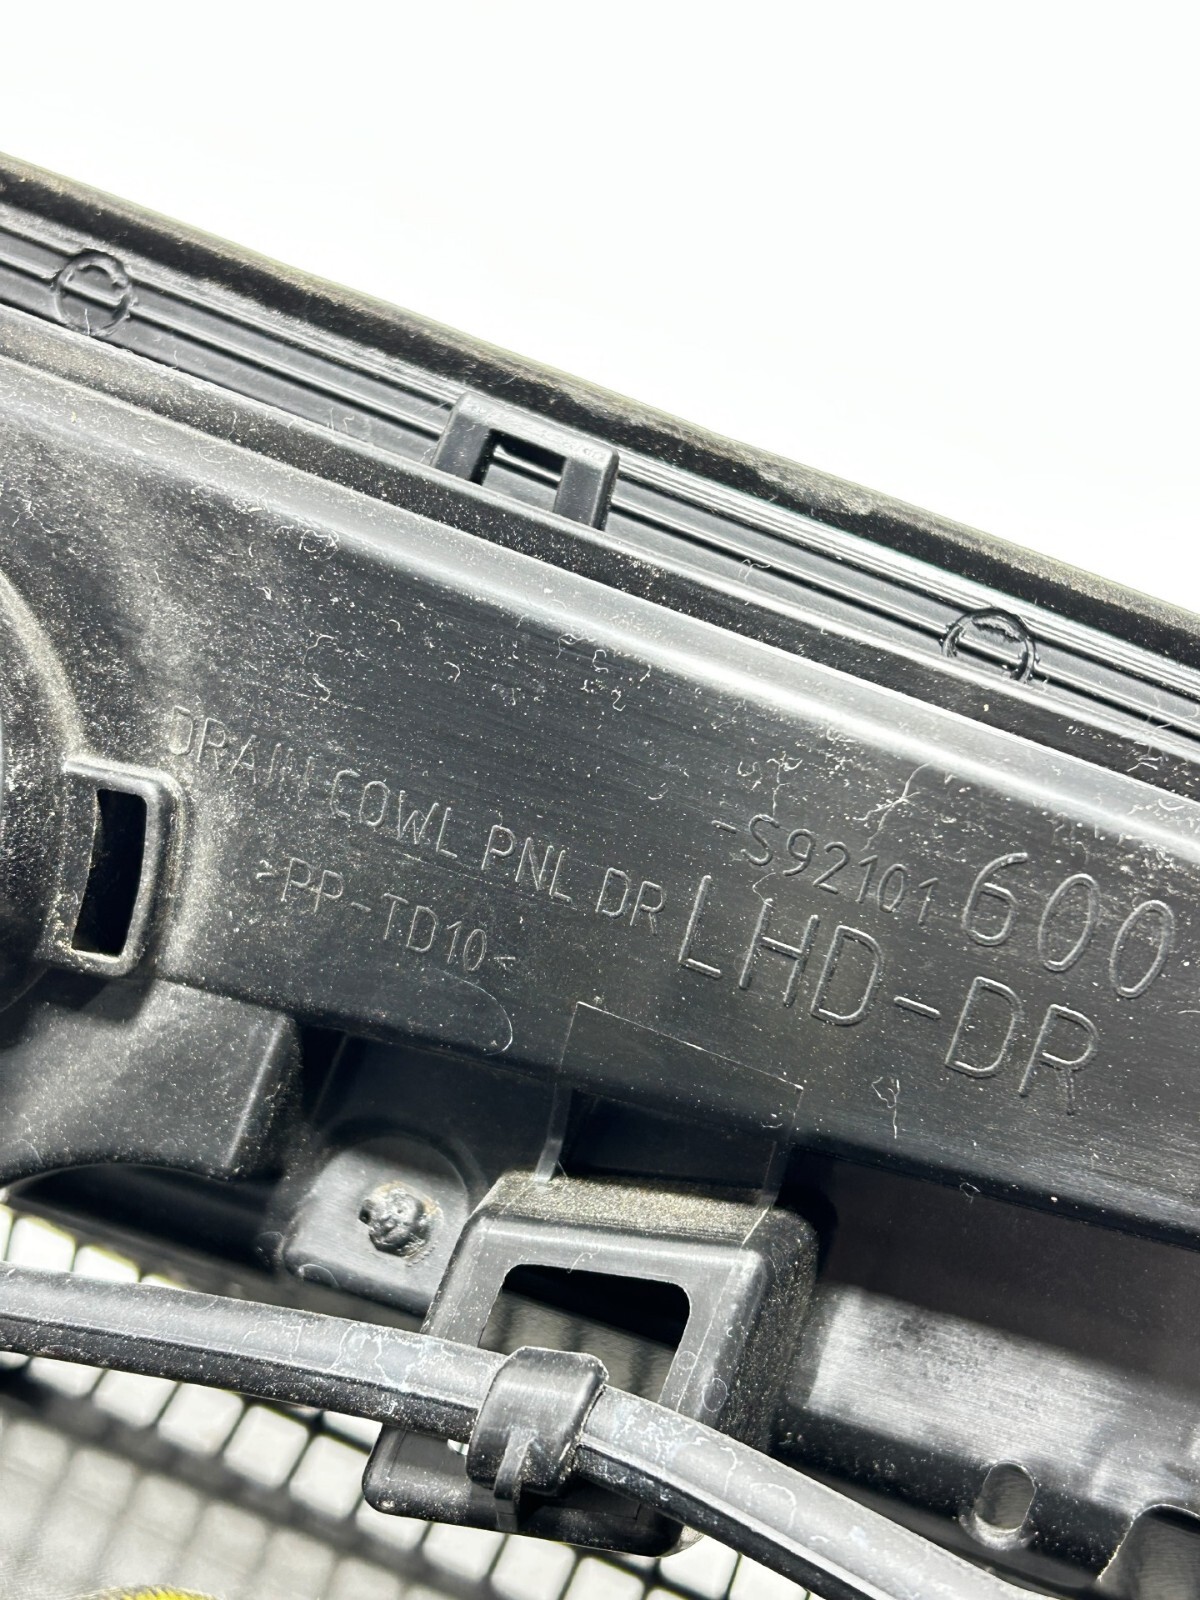 DRAIN COWL PNL DR
>PP-TD10<
-S92101 600
LHD-DR